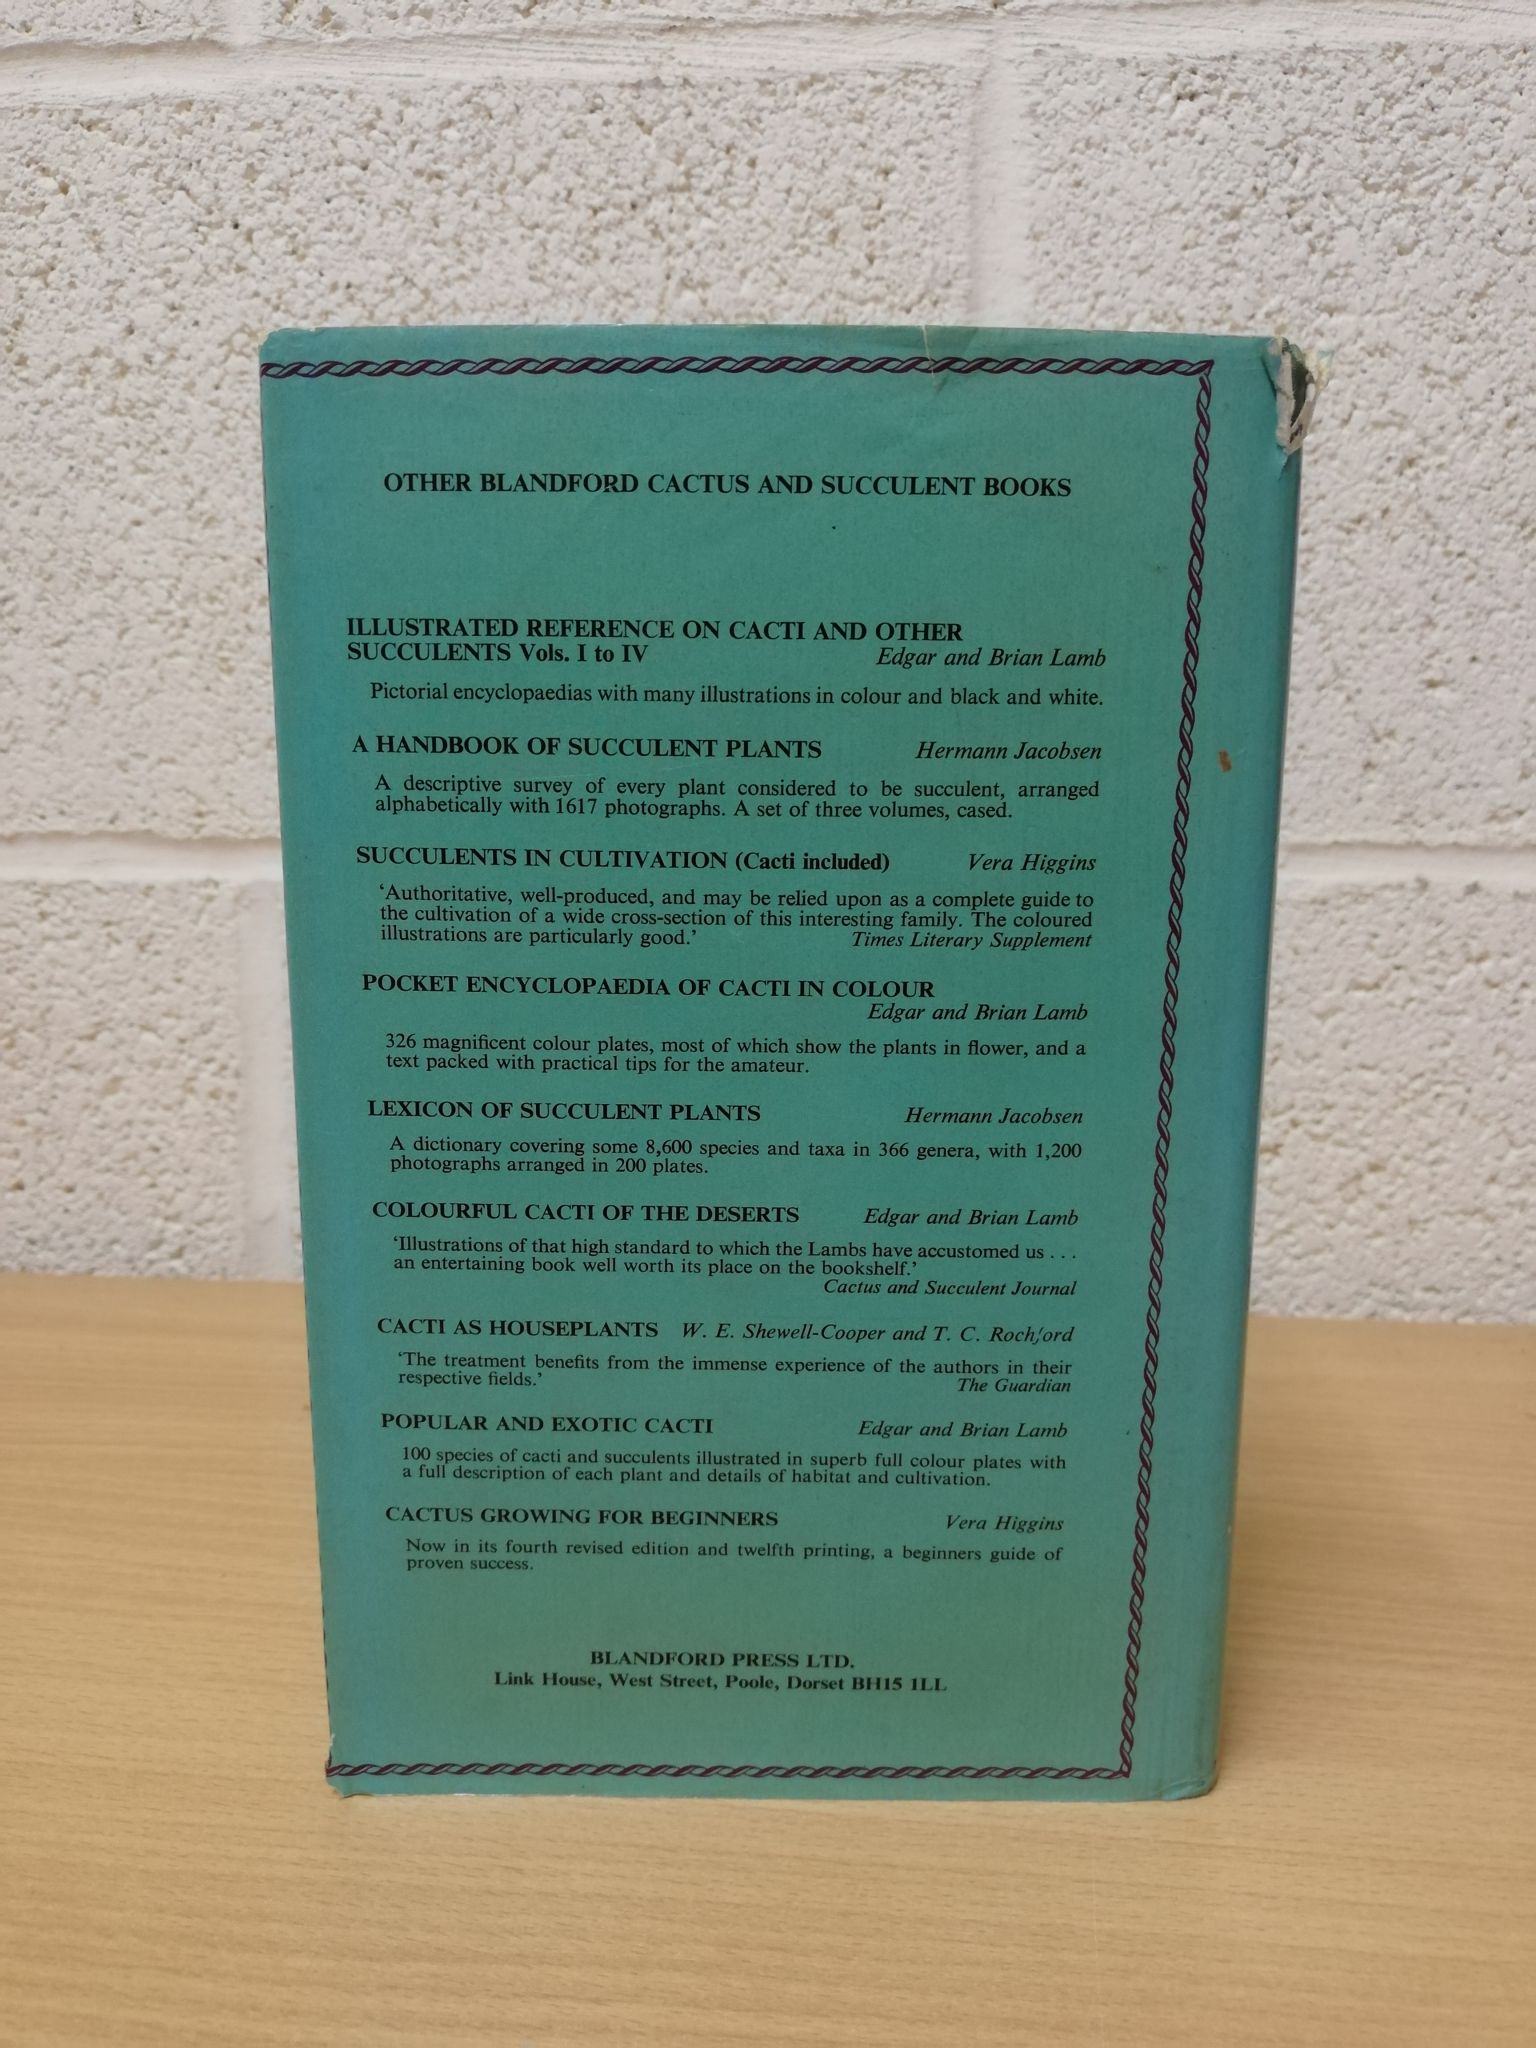 OTHER BLANDFORD CACTUS AND SUCCULENT BOOKS
ILLUSTRATED REFERENCE ON CACTI AND OTHER
SUCCULENTS Vols. I to IV Edgar and Brian Lamb
Pictorial encyclopaedias with many illustrations in colour and black and white.
A HANDBOOK OF SUCCULENT PLANTS Hermann Jacobsen
A descriptive survey of every plant considered to be succulent, arranged
alphabetically with 1617 photographs. A set of three volumes, cased.
SUCCULENTS IN CULTIVATION (Cacti included) Vera Higgins
‘Authoritative, well-produced, and may be relied upon as a complete guide to
the cultivation of a wide cross-section of this interesting family. The coloured
illustrations are particularly good.’ Times Literary Supplement
POCKET ENCYCLOPAEDIA OF CACTI IN COLOUR
Edgar and Brian Lamb
326 magnificent colour plates, most of which show the plants in flower, and a
text packed with practical tips for the amateur.
LEXICON OF SUCCULENT PLANTS Hermann Jacobsen
A dictionary covering some 8,600 species and taxa in 366 genera, with 1,200
photographs arranged in 200 plates.
COLOURFUL CACTI OF THE DESERTS Edgar and Brian Lamb
‘Illustrations of that high standard to which the Lambs have accustomed us . . .
an entertaining book well worth its place on the bookshelf.’
Cactus and Succulent Journal
CACTI AS HOUSEPLANTS W. E. Shewell-Cooper and T. C. Rochford
‘The treatment benefits from the immense experience of the authors in their
respective fields.’ The Guardian
POPULAR AND EXOTIC CACTI Edgar and Brian Lamb
100 species of cacti and succulents illustrated in superb full colour plates with
a full description of each plant and details of habitat and cultivation.
CACTUS GROWING FOR BEGINNERS Vera Higgins
Now in its fourth revised edition and twelfth printing, a beginners guide of
proven success.
BLANDFORD PRESS LTD.
Link House, West Street, Poole, Dorset BH15 1LL